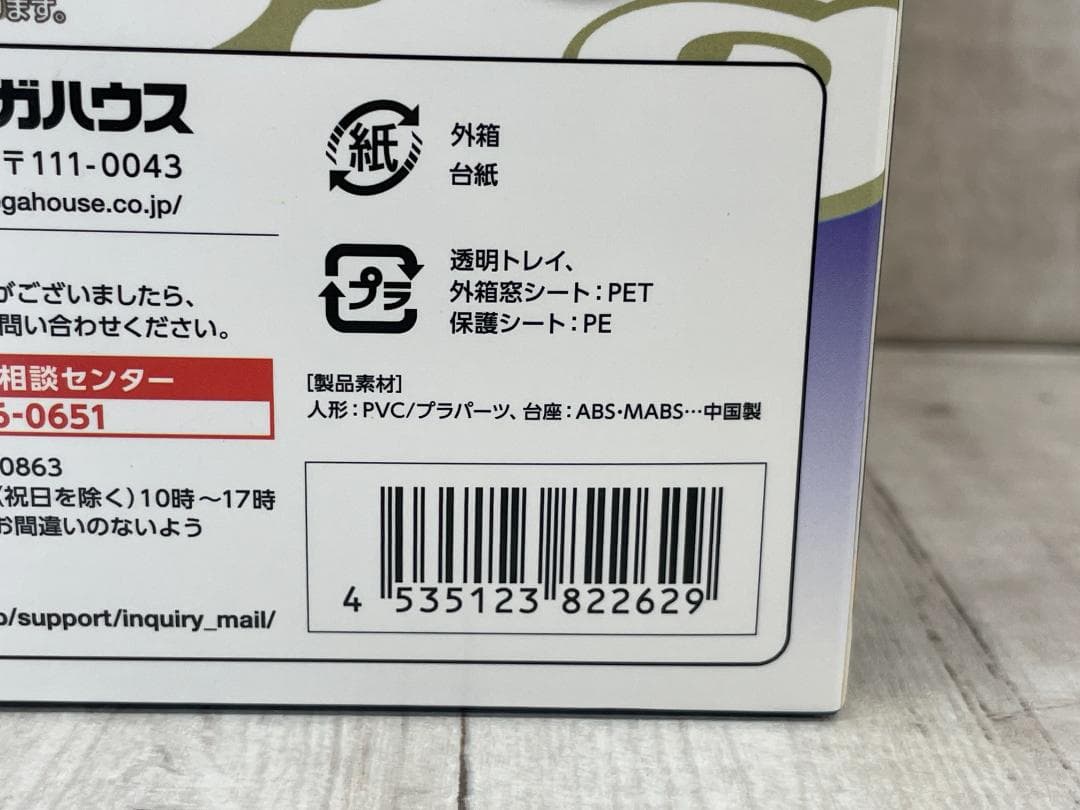 ります。
ガハウス
〒111-0043
egahouse.co.jp/
がございましたら、
問い合わせください。
相談センター
6-0651
0863
(祝日を除く)10時～17時
お間違いのないよう
p/support/inquiry_mail/
紙
外箱
台紙
プラ
透明トレイ、
外箱窓シート：PET
保護シート：PE
[製品素材]
人形：PVC/プラパーツ、台座：ABS・MABS…中国製
4 535123 822629